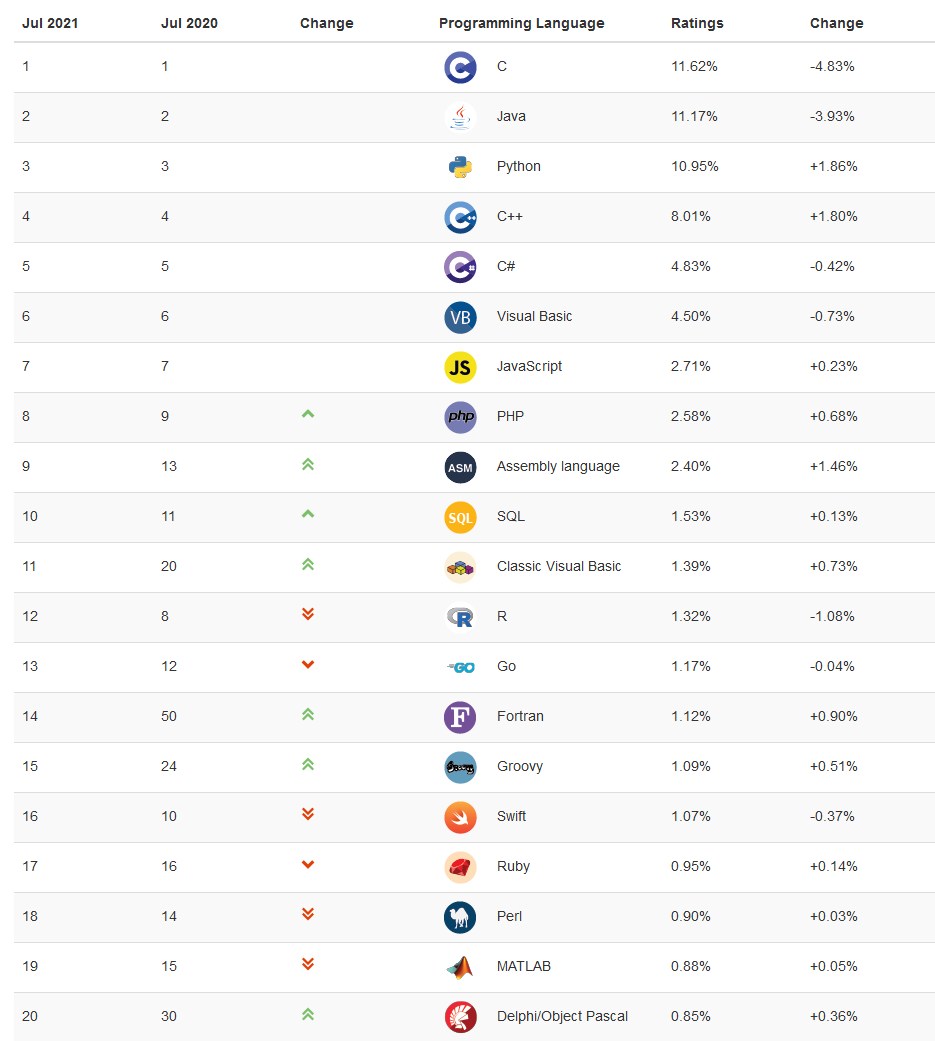 Jul 2021 Jul 2020 Change Programming Language Ratings Change
1 1 C C 11.62% -4.83%
2 2 Java 11.17% -3.93%
3 3 Python 10.95% +1.86%
4 4 C++ C++ 8.01% +1.80%
5 5 C# C# 4.83% -0.42%
6 6 VB Visual Basic 4.50% -0.73%
7 7 JS JavaScript 2.71% +0.23%
8 9 php PHP 2.58% +0.68%
9 13 ASM Assembly language 2.40% +1.46%
10 11 SQL SQL 1.53% +0.13%
11 20 Classic Visual Basic 1.39% +0.73%
12 8 R R 1.32% -1.08%
13 12 GO Go 1.17% -0.04%
14 50 F Fortran 1.12% +0.90%
15 24 Groovy 1.09% +0.51%
16 10 Swift 1.07% -0.37%
17 16 Ruby 0.95% +0.14%
18 14 Perl 0.90% +0.03%
19 15 MATLAB 0.88% +0.05%
20 30 Delphi/Object Pascal 0.85% +0.36%